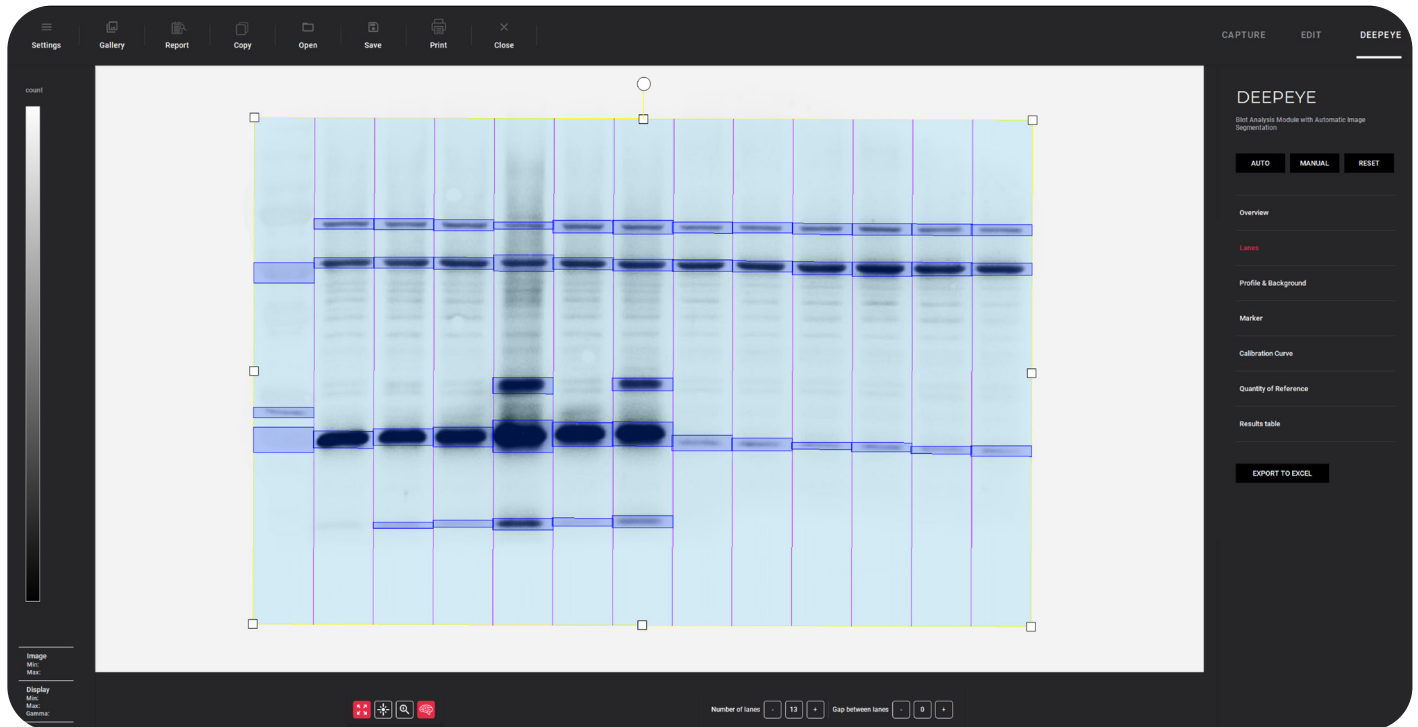 Settings
Gallery
Report
Copy
Open
Save
Print
Close
CAPTURE
EDIT
DEEPEYE
count
Image
Min:
Max:
Display
Min:
Max:
Gamma:
DEEPEYE
Blot Analysis Module with Automatic Image
Segmentation
AUTO
MANUAL
RESET
Overview
Lanes
Profile & Background
Marker
Calibration Curve
Quantity of Reference
Results table
EXPORT TO EXCEL
Number of lanes - 13 + Gap between lanes - 0 +